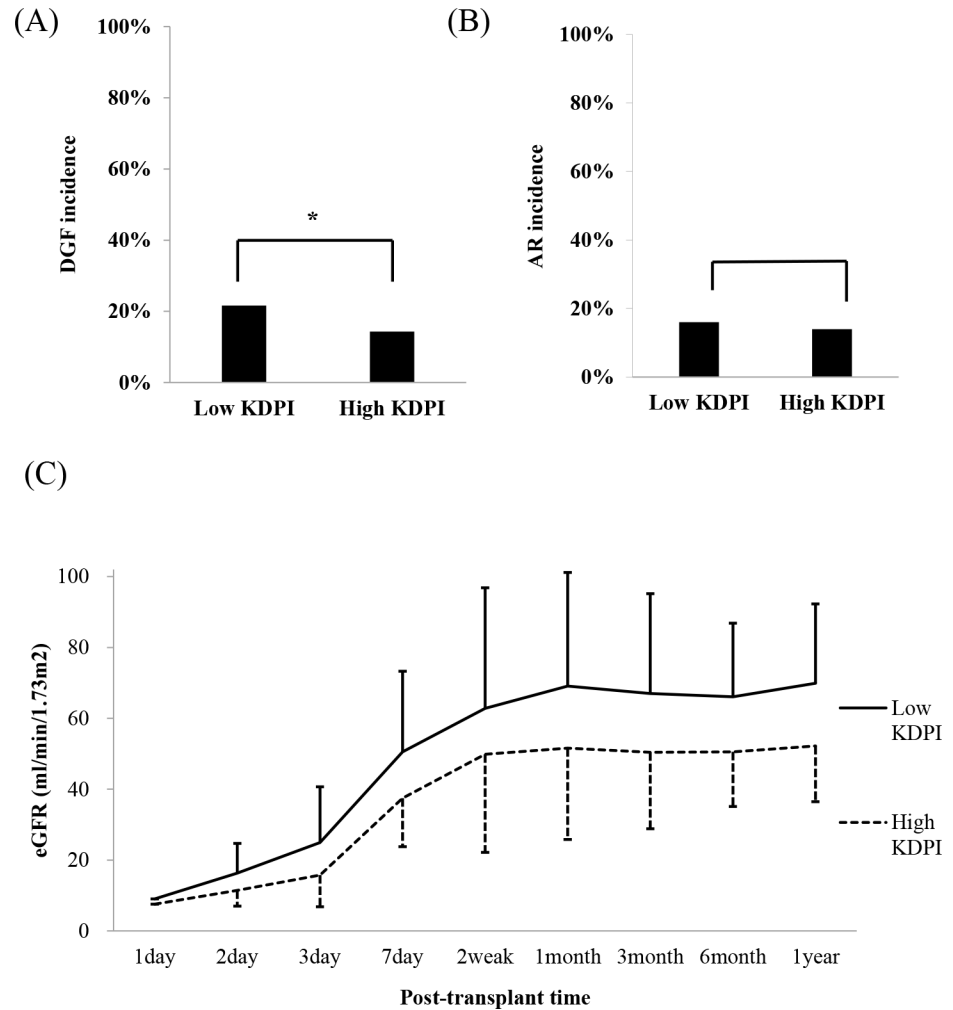 (A)
100%
80%
60%
40%
20%
0%
DGF incidence
*
Low KDPI
High KDPI
(B)
100%
80%
60%
40%
20%
0%
AR incidence
Low KDPI
High KDPI
(C)
100
80
60
40
20
0
eGFR (ml/min/1.73m2)
1day
2day
3day
7day
2weak
1month
3month
6month
1year
Post-transplant time
Low
KDPI
High
KDPI